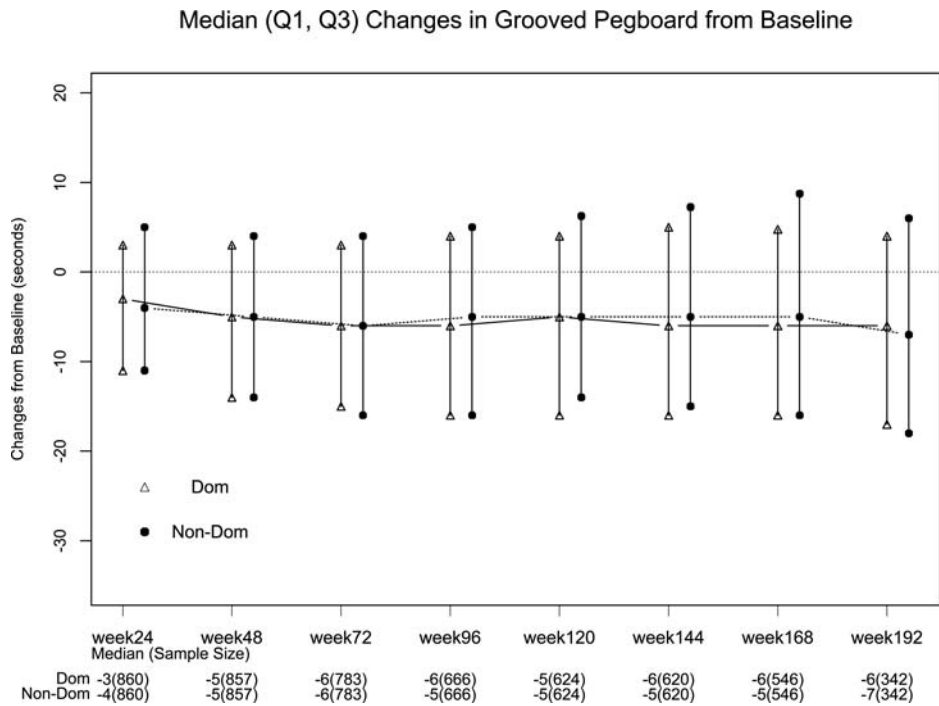 Median (Q1, Q3) Changes in Grooved Pegboard from Baseline
Changes from Baseline (seconds)
20
10
0
-10
-20
-30
Dom
Non-Dom
week24 week48 week72 week96 week120 week144 week168 week192
Median (Sample Size)
Dom -3(860) -5(857) -6(783) -6(666) -5(624) -6(620) -6(546) -6(342)
Non-Dom -4(860) -5(857) -6(783) -5(666) -5(624) -5(620) -5(546) -7(342)